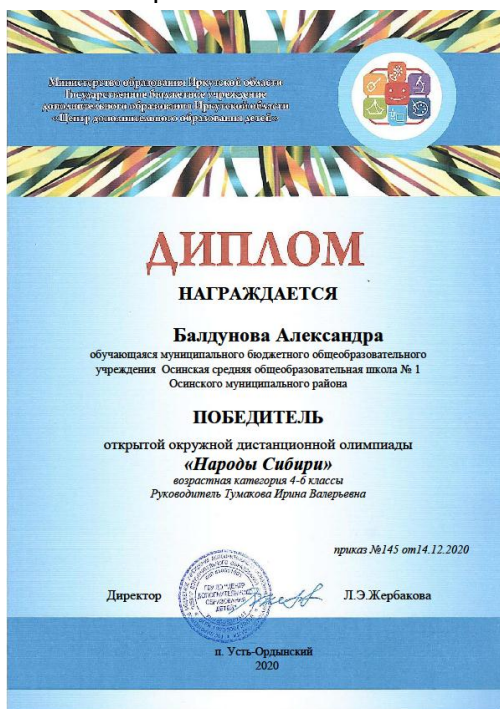 Министерство образования Иркутской области
Государственное бюджетное учреждение
дополнительного образования Иркутской области
«Центр дополнительного образования детей»
ДИПЛОМ
НАГРАЖДАЕТСЯ
Балдунова Александра
обучающаяся муниципального бюджетного общеобразовательного
учреждения Осинская средняя общеобразовательная школа № 1
Осинского муниципального района
ПОБЕДИТЕЛЬ
открытой окружной дистанционной олимпиады
«Народы Сибири»
возрастная категория 4-6 классы
Руководитель Тумакова Ирина Валерьевна
приказ №145 от14.12.2020
Директор Л.Э.Жербакова
п. Усть-Ордынский
2020